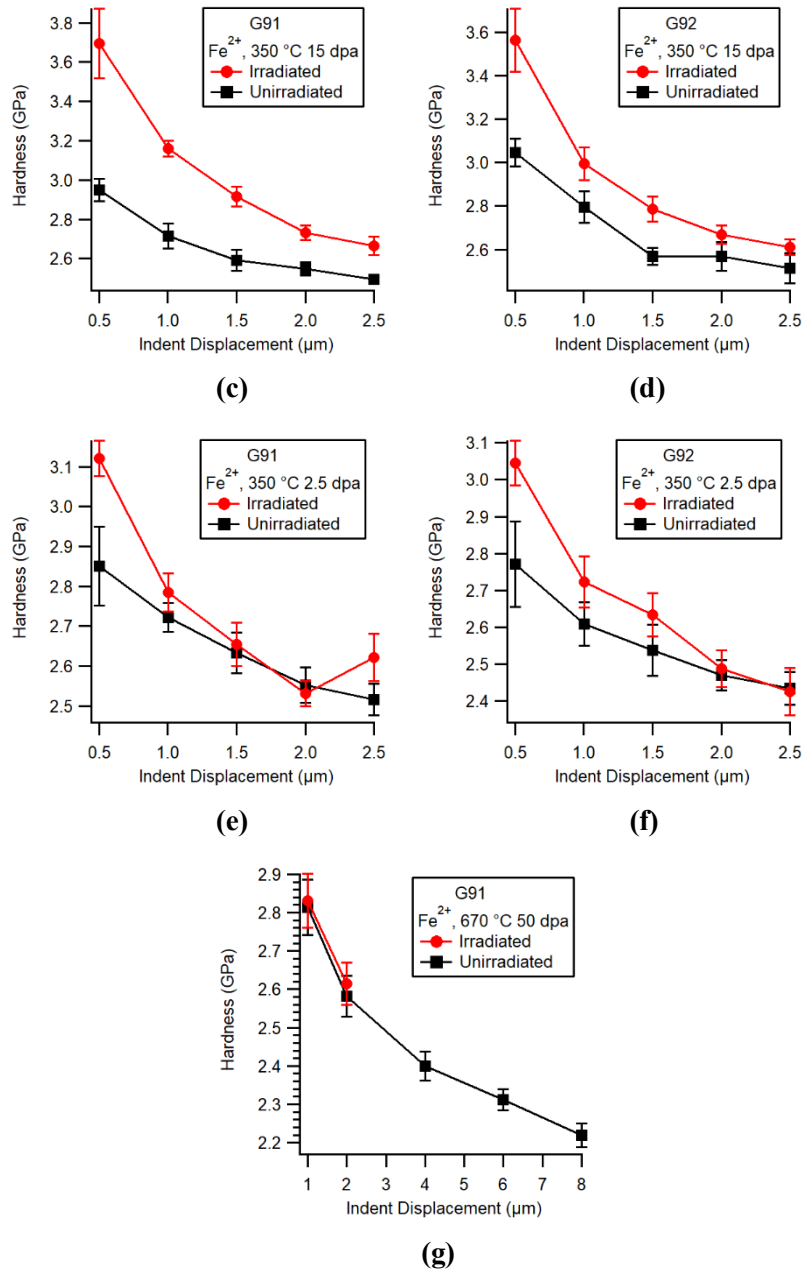 G91
Fe2+, 350 °C 15 dpa
Irradiated
Unirradiated
Hardness (GPa)
3.8
3.6
3.4
3.2
3.0
2.8
2.6
0.5 1.0 1.5 2.0 2.5
Indent Displacement (µm)
(c)
G92
Fe2+, 350 °C 15 dpa
Irradiated
Unirradiated
Hardness (GPa)
3.6
3.4
3.2
3.0
2.8
2.6
0.5 1.0 1.5 2.0 2.5
Indent Displacement (µm)
(d)
G91
Fe2+, 350 °C 2.5 dpa
Irradiated
Unirradiated
Hardness (GPa)
3.1
3.0
2.9
2.8
2.7
2.6
2.5
0.5 1.0 1.5 2.0 2.5
Indent Displacement (µm)
(e)
G92
Fe2+, 350 °C 2.5 dpa
Irradiated
Unirradiated
Hardness (GPa)
3.1
3.0
2.9
2.8
2.7
2.6
2.5
2.4
0.5 1.0 1.5 2.0 2.5
Indent Displacement (µm)
(f)
G91
Fe2+, 670 °C 50 dpa
Irradiated
Unirradiated
Hardness (GPa)
2.9
2.8
2.7
2.6
2.5
2.4
2.3
2.2
1 2 3 4 5 6 7 8
Indent Displacement (µm)
(g)